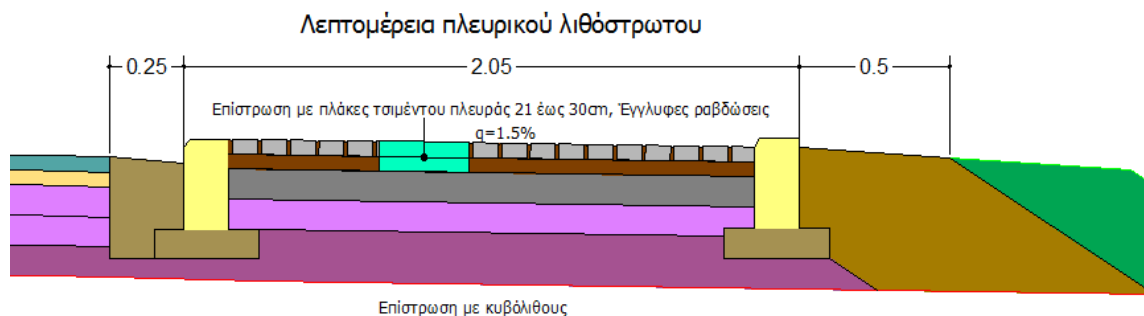 Λεπτομέρεια πλευρικού λιθόστρωτου
0.25 2.05 0.5
Επίστρωση με πλάκες τσιμέντου πλευράς 21 έως 30cm, Έγγλυφες ραβδώσεις
q=1.5%
Επίστρωση με κυβόλιθους